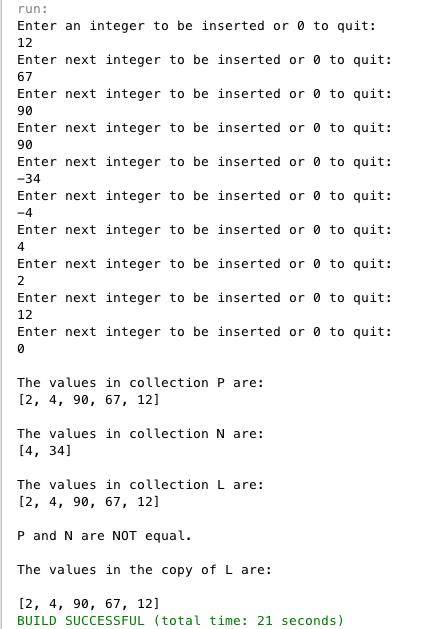 run:
Enter an integer to be inserted or 0 to quit:
12
Enter next integer to be inserted or 0 to quit:
67
Enter next integer to be inserted or 0 to quit:
90
Enter next integer to be inserted or 0 to quit:
90
Enter next integer to be inserted or 0 to quit:
-34
Enter next integer to be inserted or 0 to quit:
-4
Enter next integer to be inserted or 0 to quit:
4
Enter next integer to be inserted or 0 to quit:
2
Enter next integer to be inserted or 0 to quit:
12
Enter next integer to be inserted or 0 to quit:
0
The values in collection P are:
[2, 4, 90, 67, 12]
The values in collection N are:
[4, 34]
The values in collection L are:
[2, 4, 90, 67, 12]
P and N are NOT equal.
The values in the copy of L are:
[2, 4, 90, 67, 12]
BUILD SUCCESSFUL (total time: 21 seconds)